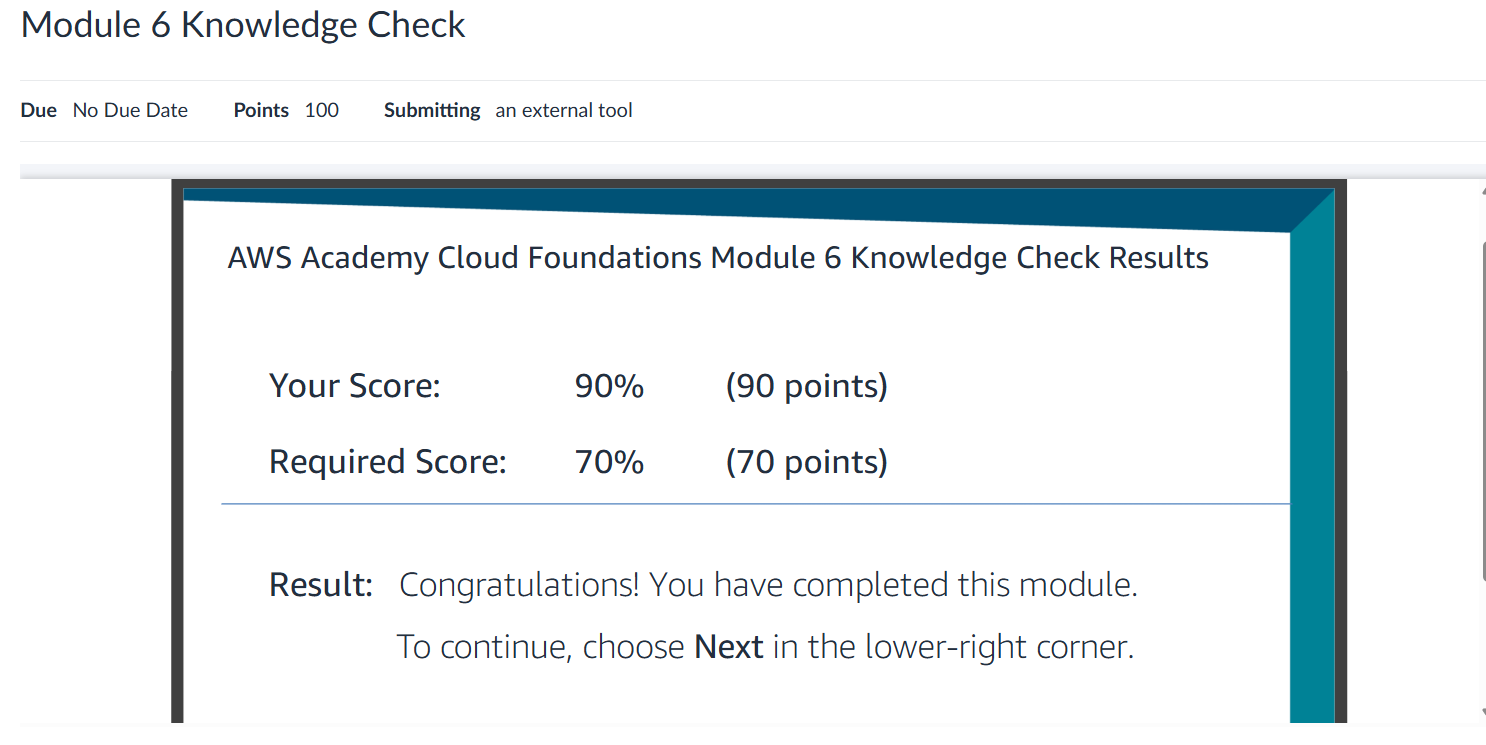 Module 6 Knowledge Check
Due No Due Date Points 100 Submitting an external tool
AWS Academy Cloud Foundations Module 6 Knowledge Check Results
Your Score: 90% (90 points)
Required Score: 70% (70 points)
Result: Congratulations! You have completed this module.
To continue, choose Next in the lower-right corner.